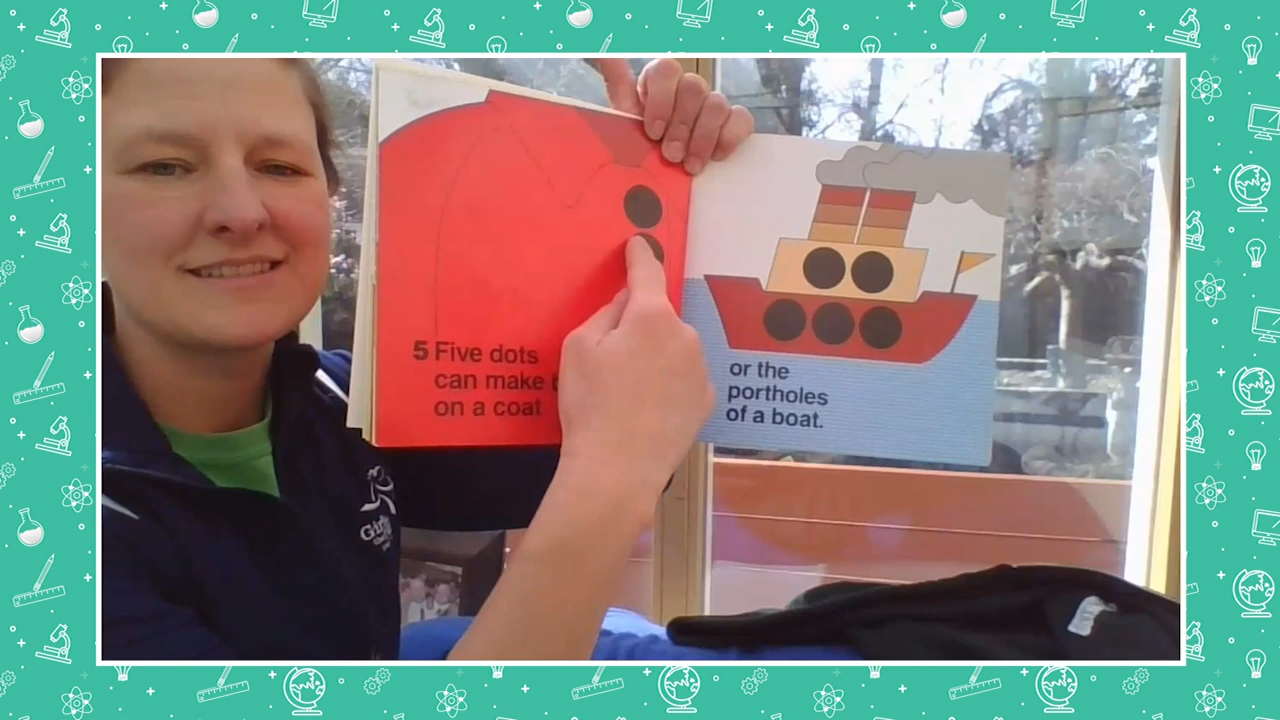 5 Five dots
can make
on a coat
or the
portholes
of a boat.